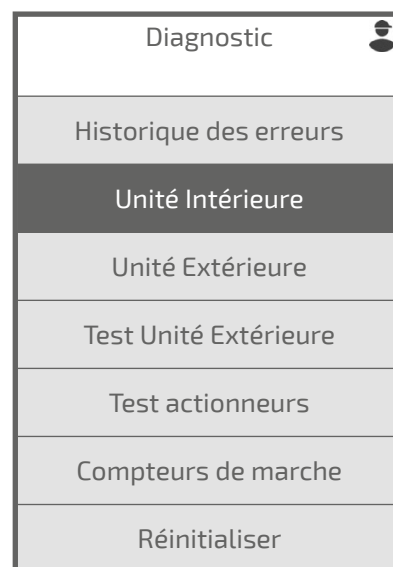 Diagnostic
Historique des erreurs
Unité Intérieure
Unité Extérieure
Test Unité Extérieure
Test actionneurs
Compteurs de marche
Réinitialiser